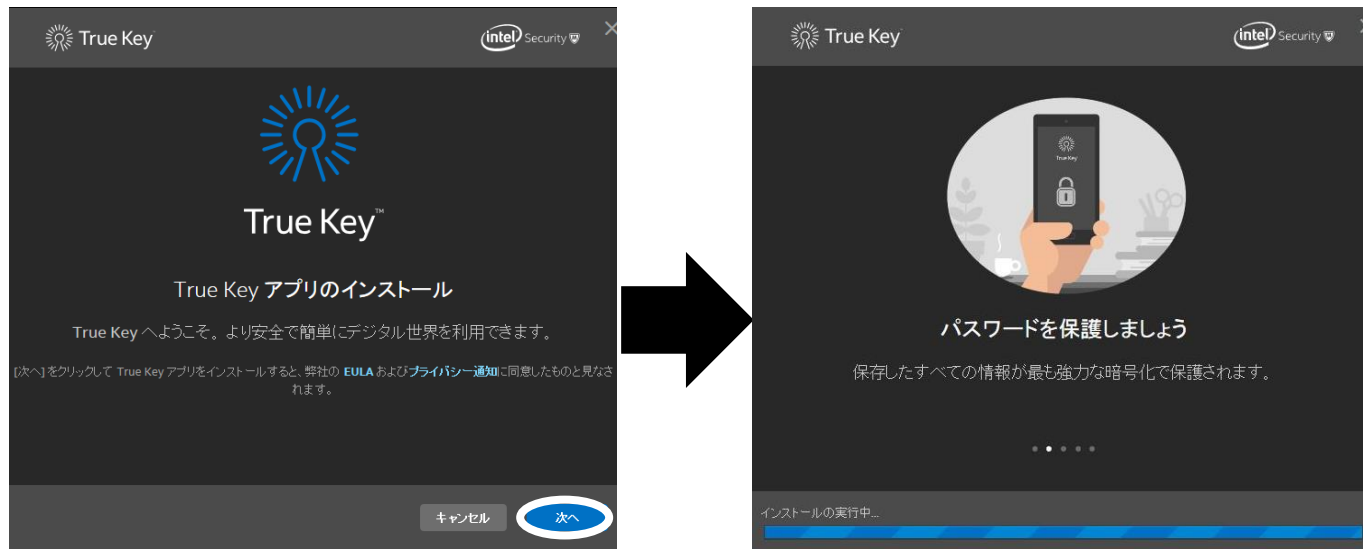 True Key
intel Security
True Key™
True Key アプリのインストール
True Key へようこそ。より安全で簡単にデジタル世界を利用できます。
[次へ] をクリックして True Key アプリをインストールすると、弊社の EULA およびプライバシー通知に同意したものと見なさ
れます。
キャンセル
次へ
True Key
intel Security
True Key
パスワードを保護しましょう
保存したすべての情報が最も強力な暗号化で保護されます。
インストールの実行中...